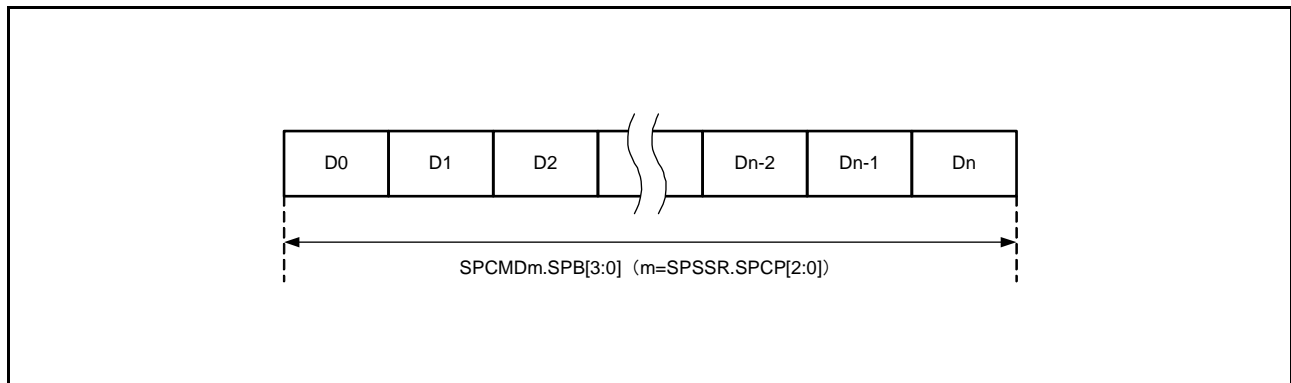 D0 D1 D2 Dn-2 Dn-1 Dn
SPCMDm.SPB[3:0]（m=SPSSR.SPCP[2:0]）